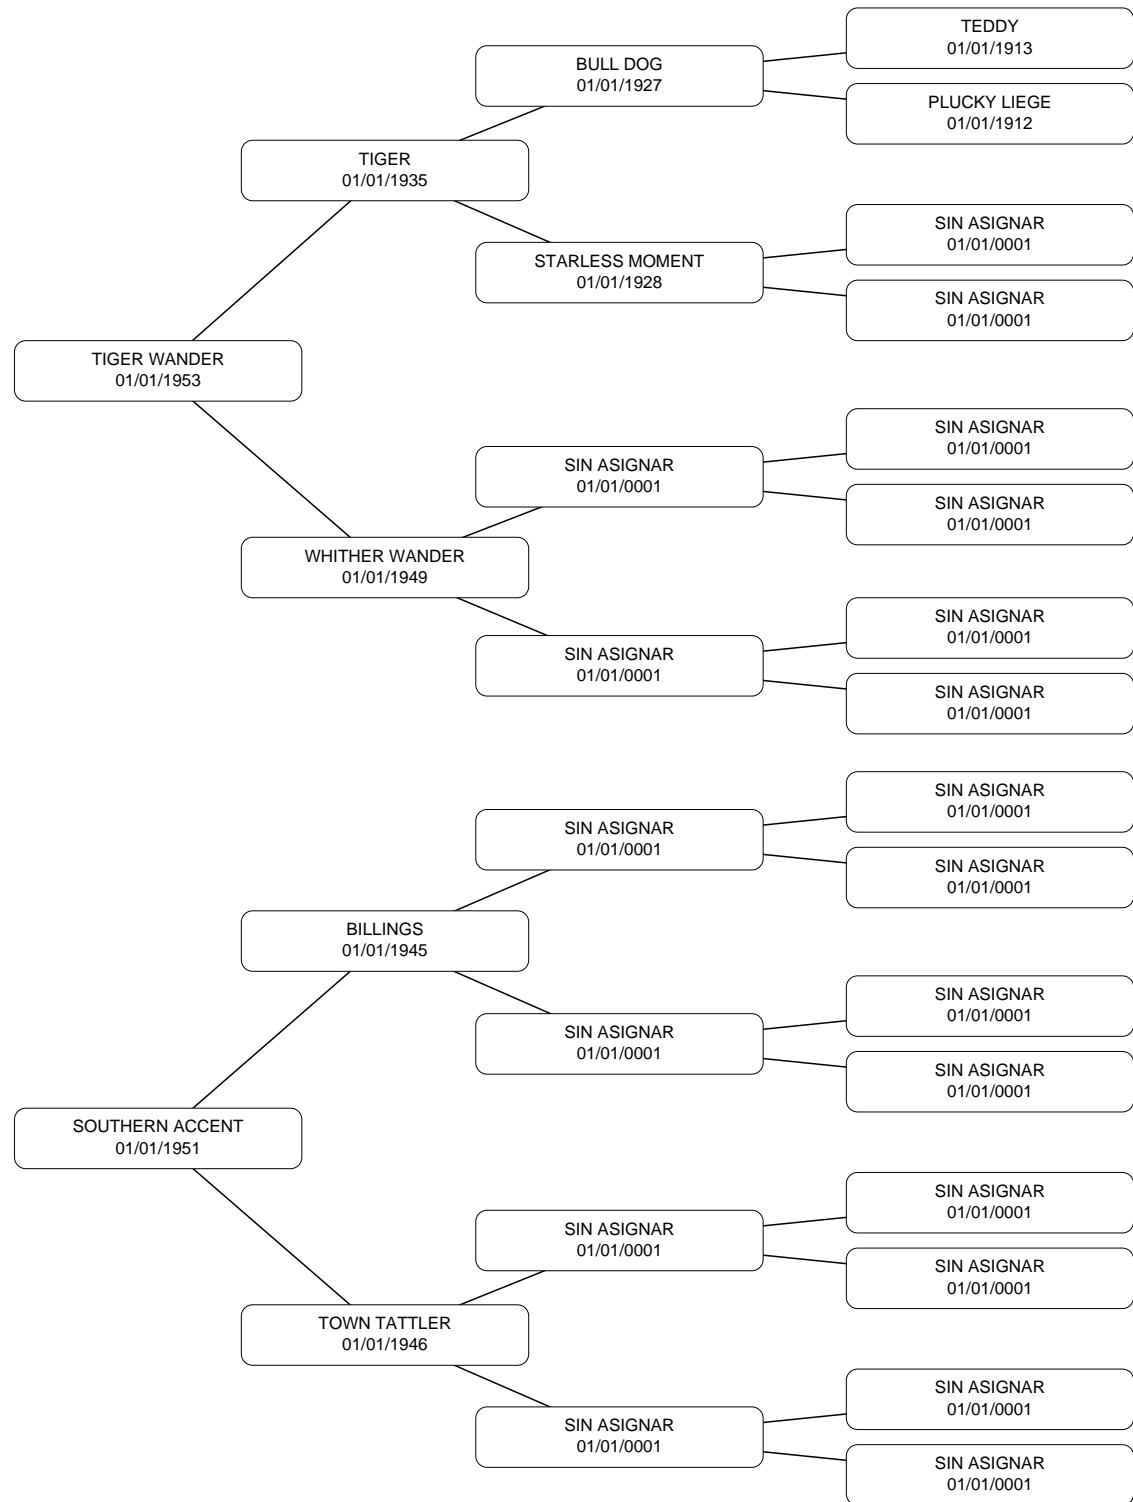 TEDDY
01/01/1913
BULL DOG
01/01/1927
PLUCKY LIEGE
01/01/1912
TIGER
01/01/1935
SIN ASIGNAR
01/01/0001
STARLESS MOMENT
01/01/1928
SIN ASIGNAR
01/01/0001
TIGER WANDER
01/01/1953
SIN ASIGNAR
01/01/0001
SIN ASIGNAR
01/01/0001
SIN ASIGNAR
01/01/0001
WHITHER WANDER
01/01/1949
SIN ASIGNAR
01/01/0001
SIN ASIGNAR
01/01/0001
SIN ASIGNAR
01/01/0001
SIN ASIGNAR
01/01/0001
SIN ASIGNAR
01/01/0001
SIN ASIGNAR
01/01/0001
BILLINGS
01/01/1945
SIN ASIGNAR
01/01/0001
SIN ASIGNAR
01/01/0001
SIN ASIGNAR
01/01/0001
SOUTHERN ACCENT
01/01/1951
SIN ASIGNAR
01/01/0001
SIN ASIGNAR
01/01/0001
SIN ASIGNAR
01/01/0001
TOWN TATTLER
01/01/1946
SIN ASIGNAR
01/01/0001
SIN ASIGNAR
01/01/0001
SIN ASIGNAR
01/01/0001